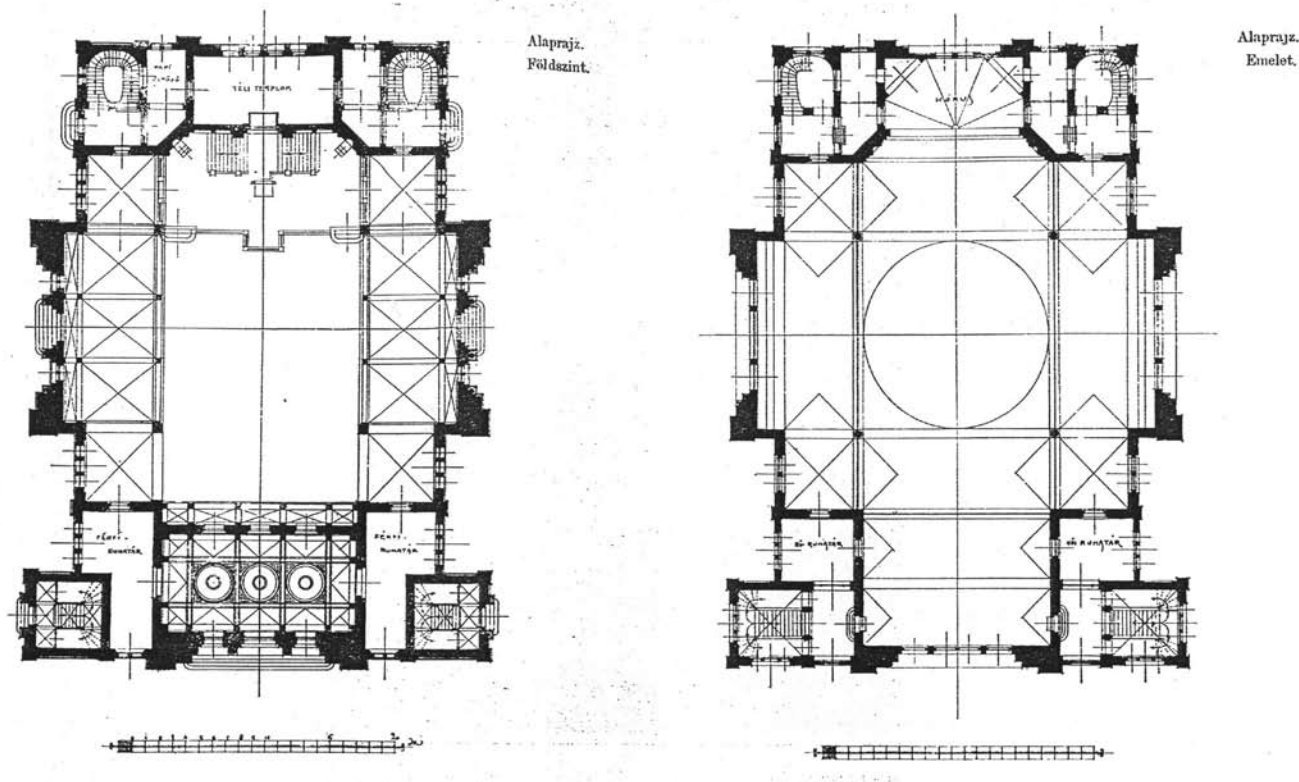 Alaprajz.
Földszint.
TÉLI TEMPLOM
FÉRFI-
RUHATÁR
FÉRFI-
RUHATÁR
Alaprajz.
Emelet.
KÓRUS
NŐI RUHATÁR
NŐI RUHATÁR